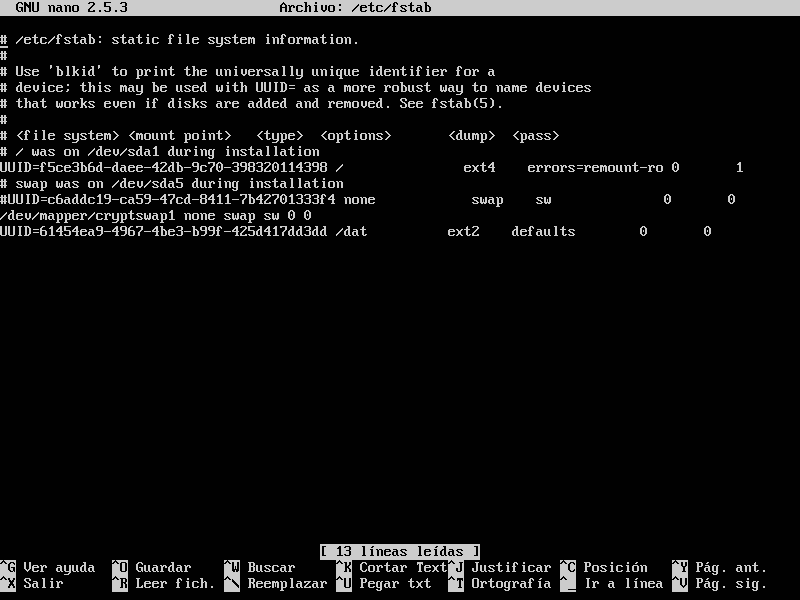 GNU nano 2.5.3 Archivo: /etc/fstab
# /etc/fstab: static file system information.
#
# Use 'blkid' to print the universally unique identifier for a
# device; this may be used with UUID= as a more robust way to name devices
# that works even if disks are added and removed. See fstab(5).
#
# <file system> <mount point> <type> <options> <dump> <pass>
# / was on /dev/sda1 during installation
UUID=f5ce3b6d-daee-42db-9c70-398320114398 / ext4 errors=remount-ro 0 1
# swap was on /dev/sda5 during installation
#UUID=c6addc19-ca59-47cd-8411-7b42701333f4 none swap sw 0 0
/dev/mapper/cryptswap1 none swap sw 0 0
UUID=61454ea9-4967-4be3-b99f-425d417dd3dd /dat ext2 defaults 0 0
[ 13 líneas leídas ]
^G Ver ayuda ^O Guardar ^W Buscar ^K Cortar Text^J Justificar ^C Posición ^Y Pág. ant.
^X Salir ^R Leer fich. ^\ Reemplazar ^U Pegar txt ^T Ortografía ^_ Ir a línea ^V Pág. sig.